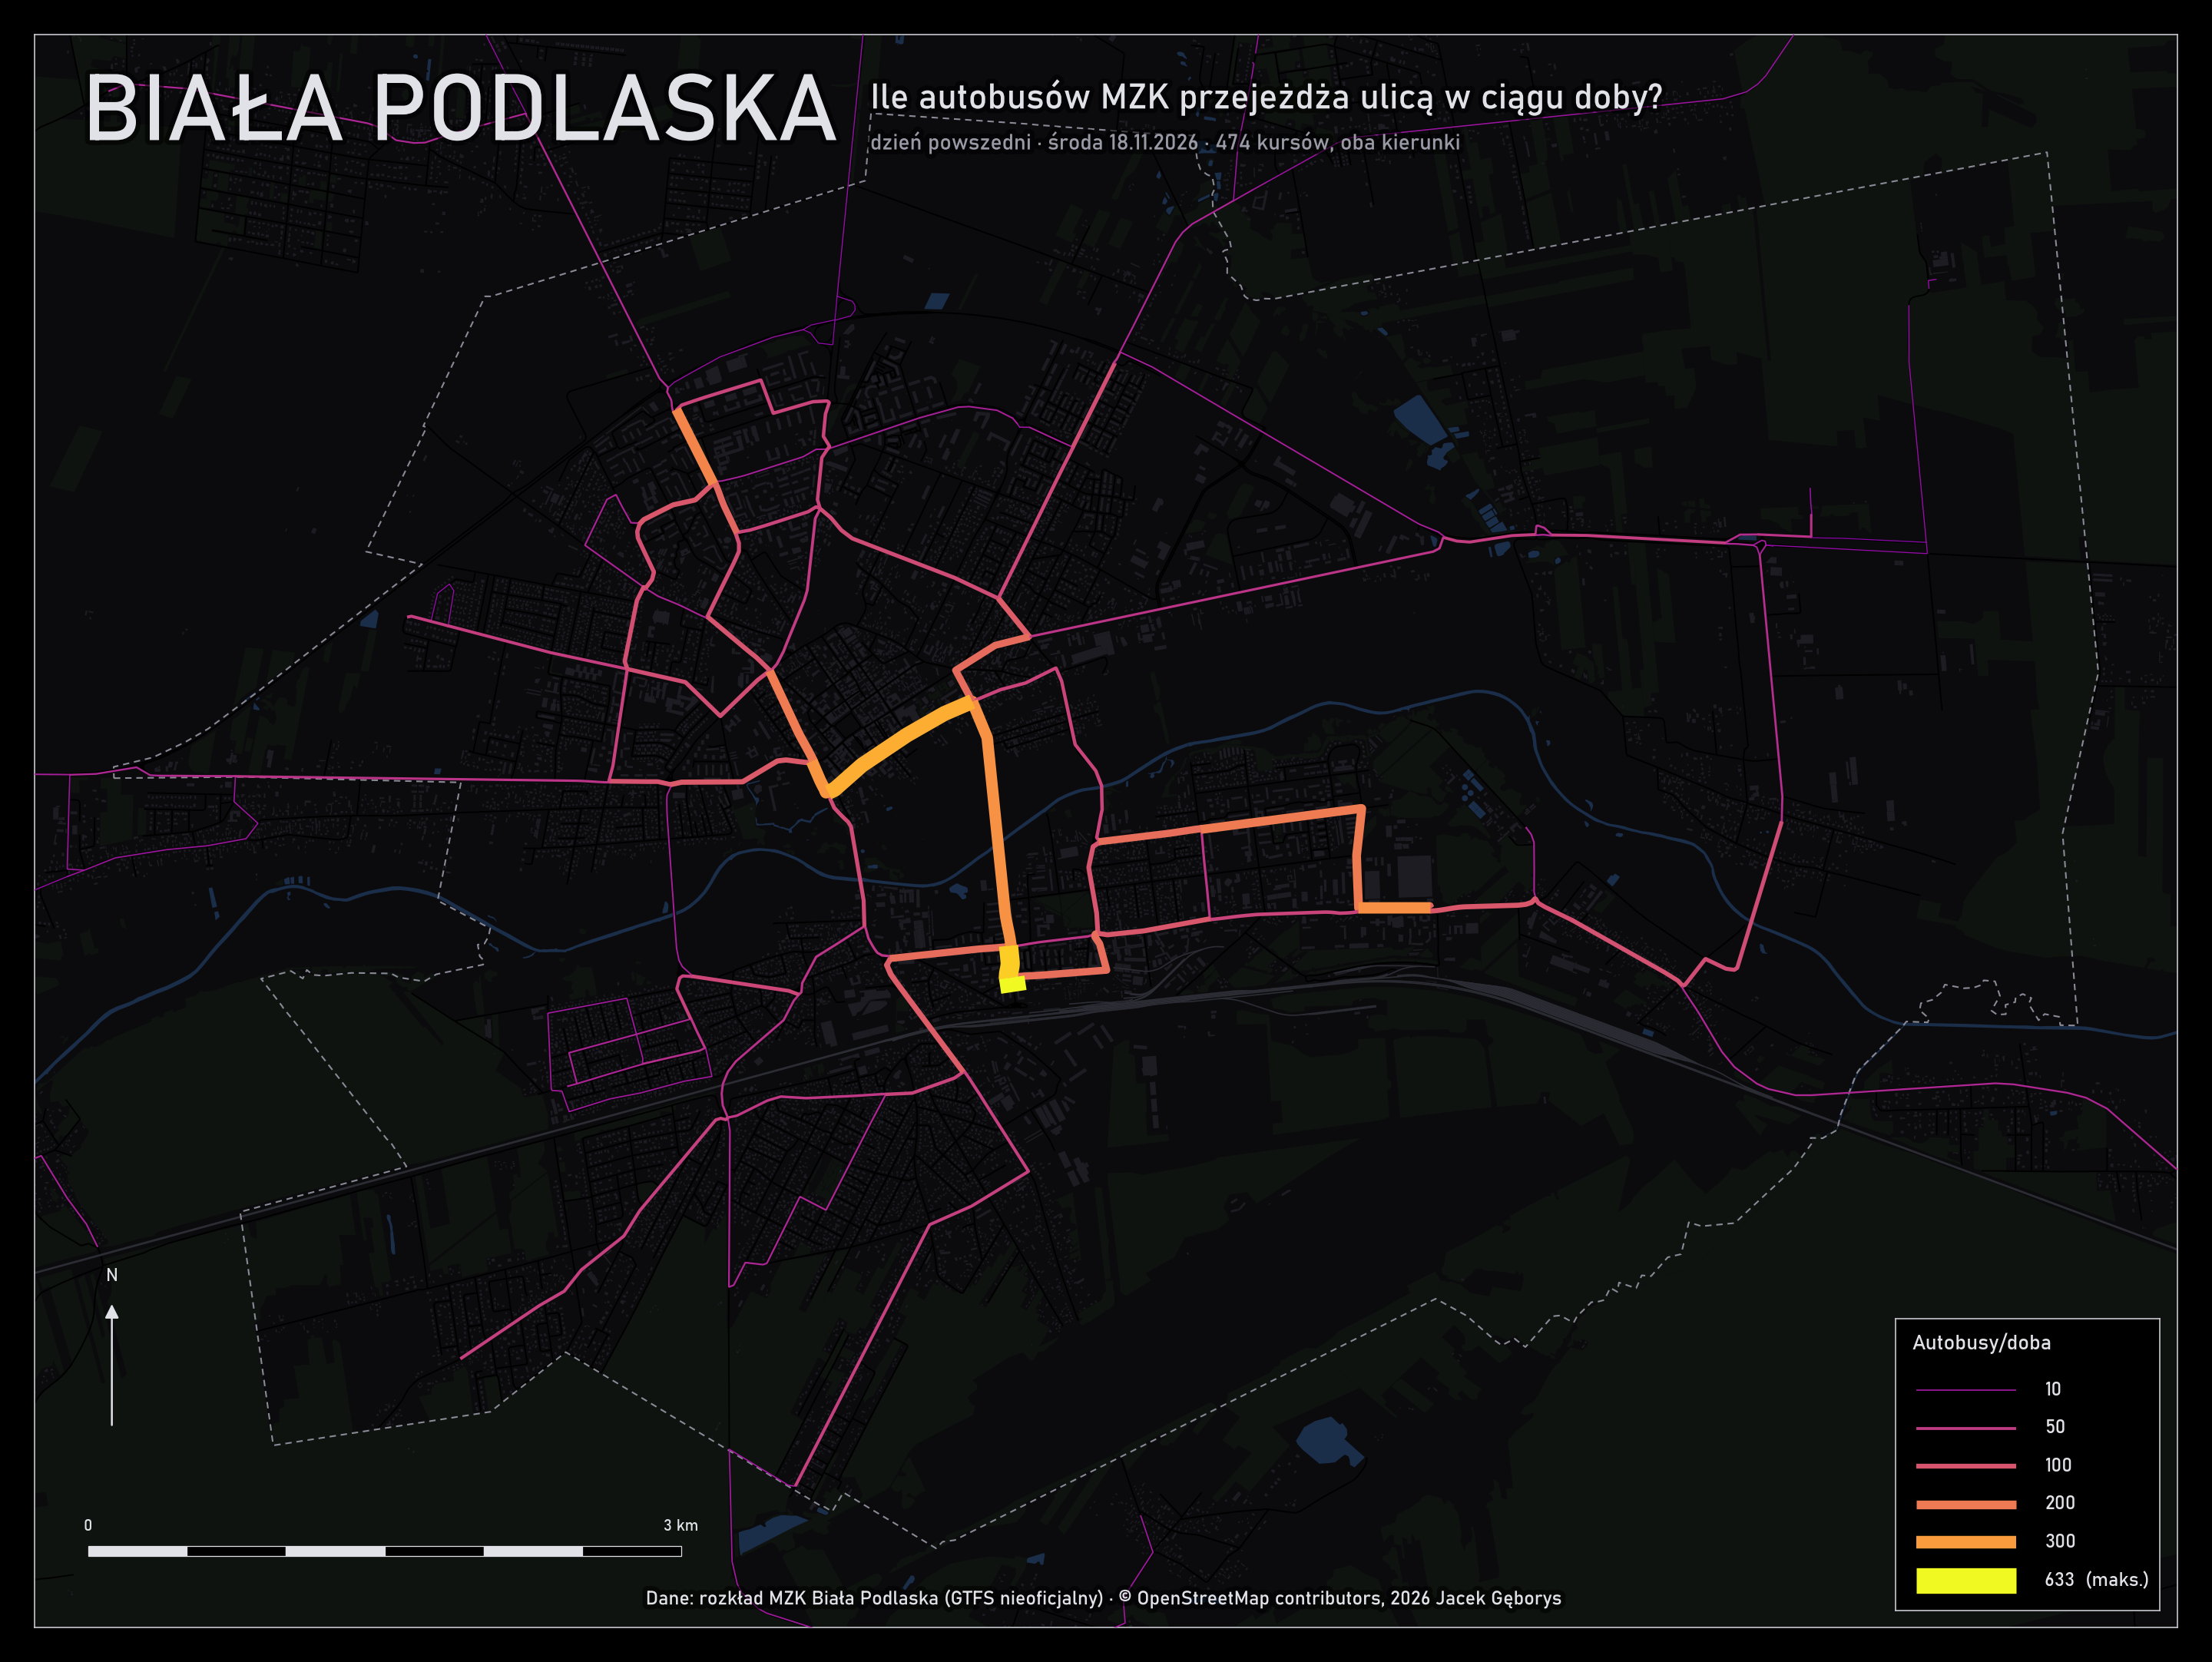 BIAŁA PODLASKA
Ile autobusów MZK przejeżdża ulicą w ciągu doby?
dzień powszedni · środa 18.11.2026 · 474 kursów, oba kierunki
N
0 3 km
Autobusy/doba
10
50
100
200
300
633 (maks.)
Dane: rozkład MZK Biała Podlaska (GTFS nieoficjalny) · © OpenStreetMap contributors, 2026 Jacek Gęborys